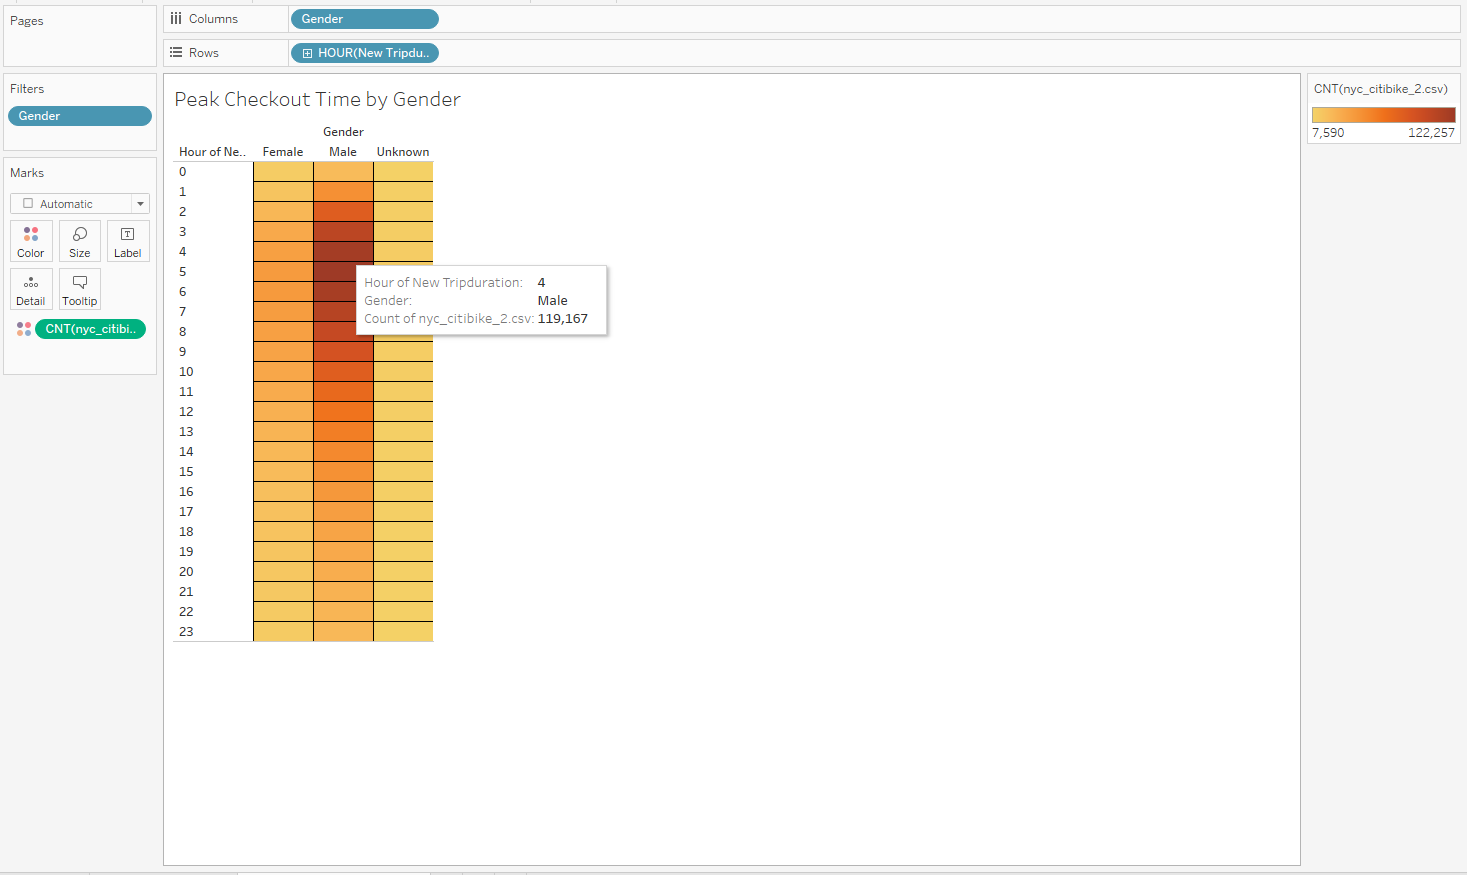 Pages
Columns
Gender
Rows
HOUR(New Tripdu..
Filters
Gender
Marks
Automatic
Color
Size
Label
Detail
Tooltip
CNT(nyc_citibi..
Peak Checkout Time by Gender
Gender
Hour of Ne..
Female
Male
Unknown
0
1
2
3
4
5
6
7
8
9
10
11
12
13
14
15
16
17
18
19
20
21
22
23
Hour of New Tripduration: 4
Gender: Male
Count of nyc_citibike_2.csv: 119,167
CNT(nyc_citibike_2.csv)
7,590
122,257